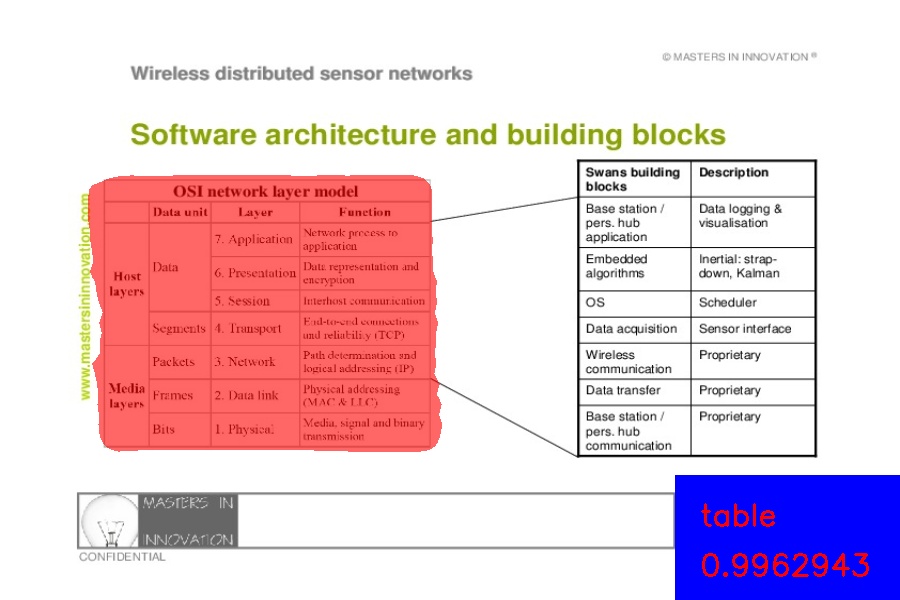 © MASTERS IN INNOVATION ®
Wireless distributed sensor networks
Software architecture and building blocks
www.mastersininnovation.com
OSI network layer model
Data unit Layer Function
Host layers
Data
7. Application
Network process to
application
6. Presentation
Data representation and
encryption
5. Session
Interhost communication
Segments
4. Transport
End-to-end connections
and reliability (TCP)
Media layers
Packets
3. Network
Path determination and
logical addressing (IP)
Frames
2. Data link
Physical addressing
(MAC & LLC)
Bits
1. Physical
Media, signal and binary
transmission
Swans building
blocks
Description
Base station /
pers. hub
application
Data logging &
visualisation
Embedded
algorithms
Inertial: strap-
down, Kalman
OS
Scheduler
Data acquisition
Sensor interface
Wireless
communication
Proprietary
Data transfer
Proprietary
Base station /
pers. hub
communication
Proprietary
MASTERS IN
INNOVATION
CONFIDENTIAL
table
0.9962943